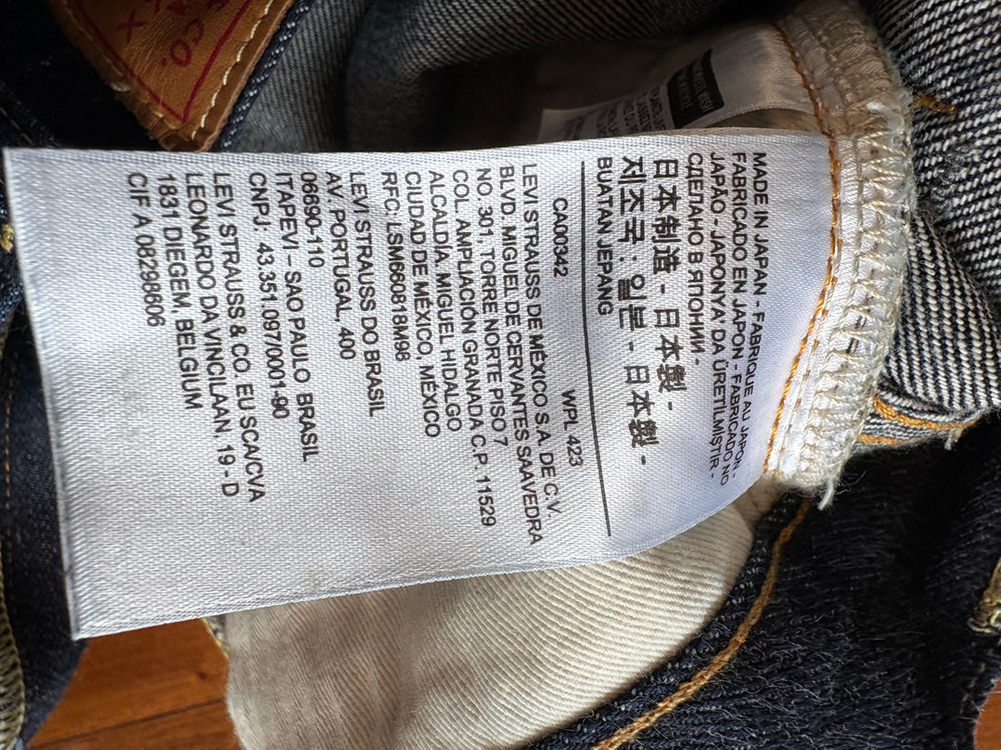 MADE IN JAPAN - FABRIQUE AU JAPON -
FABRICADO EN JAPON - FABRICADO NO
JAPÃO - JAPONYA'DA ÜRETİLMİŞTİR -
СДЕЛАНО В ЯПОНИИ -
日本制造 - 日本製 -
제조국 : 일본 - 日本製 -
BUATAN JEPANG
CA00342 WPL 423
LEVI STRAUSS DE MÉXICO S.A. DE C.V.
BLVD. MIGUEL DE CERVANTES SAAVEDRA
NO. 301, TORRE NORTE PISO 7
COL. AMPLIACIÓN GRANADA C.P. 11529
ALCALDÍA, MIGUEL HIDALGO
CIUDAD DE MÉXICO, MÉXICO
RFC: LSM660818M98
LEVI STRAUSS DO BRASIL
AV. PORTUGAL, 400
06690-110
ITAPEVI – SAO PAULO BRASIL
CNPJ: 43.351.097/0001-90
LEVI STRAUSS & CO. EU SCA/CVA
LEONARDO DA VINCILAAN, 19 - D
1831 DIEGEM, BELGIUM
CIF A 08298606
CO.